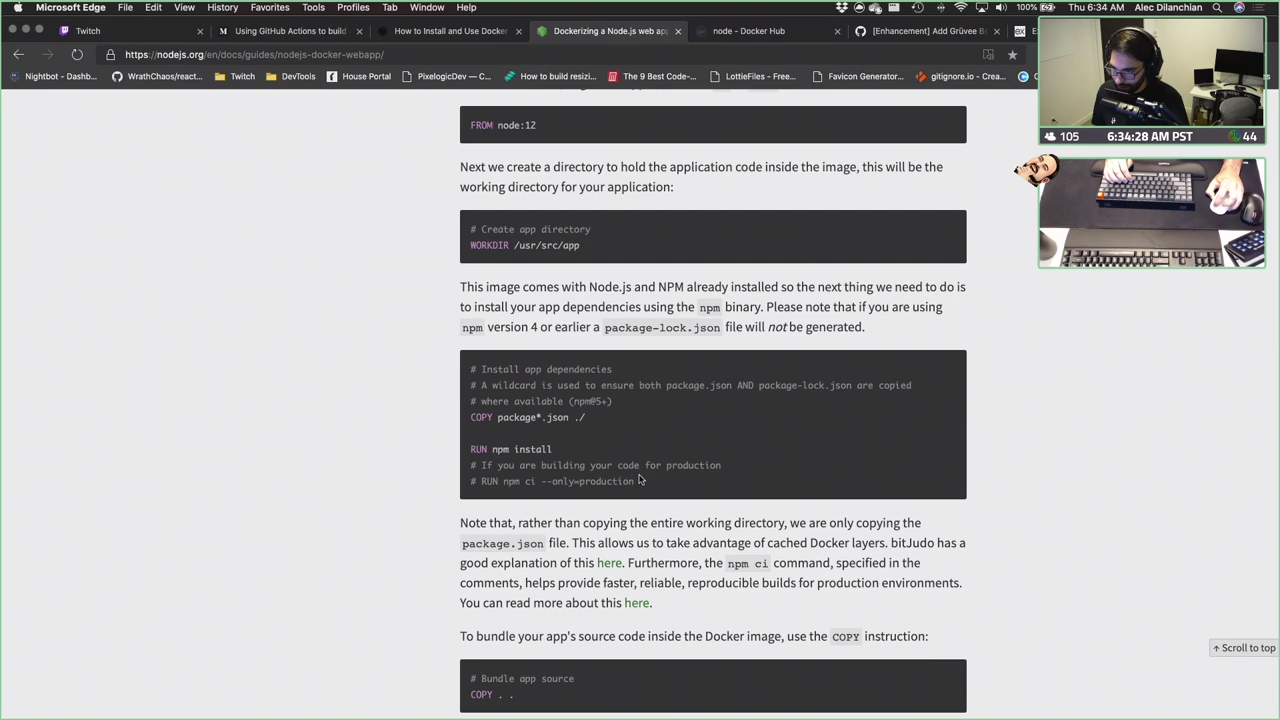 Microsoft Edge File Edit View History Favorites Tools Profiles Tab Window Help 100% Thu 6:34 AM Alec Dilanchian
Twitch Using GitHub Actions to build How to Install and Use Docker Dockerizing a Node.js web app node - Docker Hub [Enhancement] Add Grüvee Bo
https://nodejs.org/en/docs/guides/nodejs-docker-webapp/
Nightbot - Dashb... WrathChaos/react... Twitch DevTools House Portal PixelogicDev — C... How to build resizi... The 9 Best Code-... LottieFiles – Free... Favicon Generator... gitignore.io - Crea...
105 6:34:28 AM PST 44
FROM node:12
Next we create a directory to hold the application code inside the image, this will be the
working directory for your application:
# Create app directory
WORKDIR /usr/src/app
This image comes with Node.js and NPM already installed so the next thing we need to do is
to install your app dependencies using the npm binary. Please note that if you are using
npm version 4 or earlier a package-lock.json file will not be generated.
# Install app dependencies
# A wildcard is used to ensure both package.json AND package-lock.json are copied
# where available (npm@5+)
COPY package*.json ./
RUN npm install
# If you are building your code for production
# RUN npm ci --only=production
Note that, rather than copying the entire working directory, we are only copying the
package.json file. This allows us to take advantage of cached Docker layers. bitJudo has a
good explanation of this here. Furthermore, the npm ci command, specified in the
comments, helps provide faster, reliable, reproducible builds for production environments.
You can read more about this here.
To bundle your app's source code inside the Docker image, use the COPY instruction:
↑ Scroll to top
# Bundle app source
COPY . .